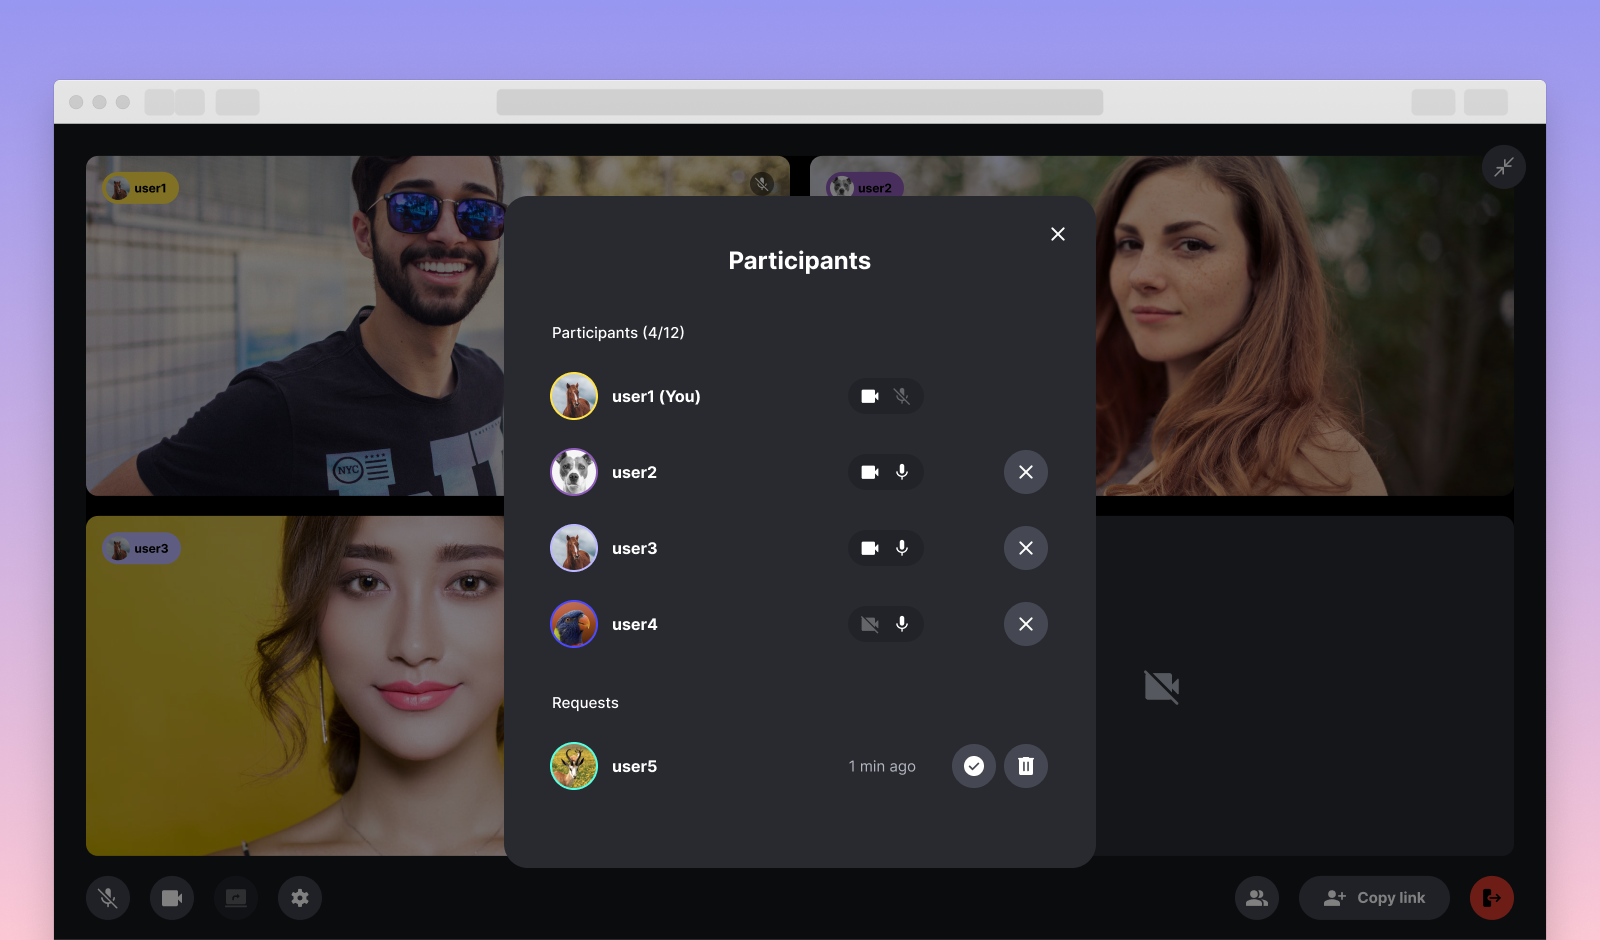 user1
user2
Participants
Participants (4/12)
user1 (You)
user2
NYC
user3
user3
user4
Requests
user5
1 min ago
Copy link